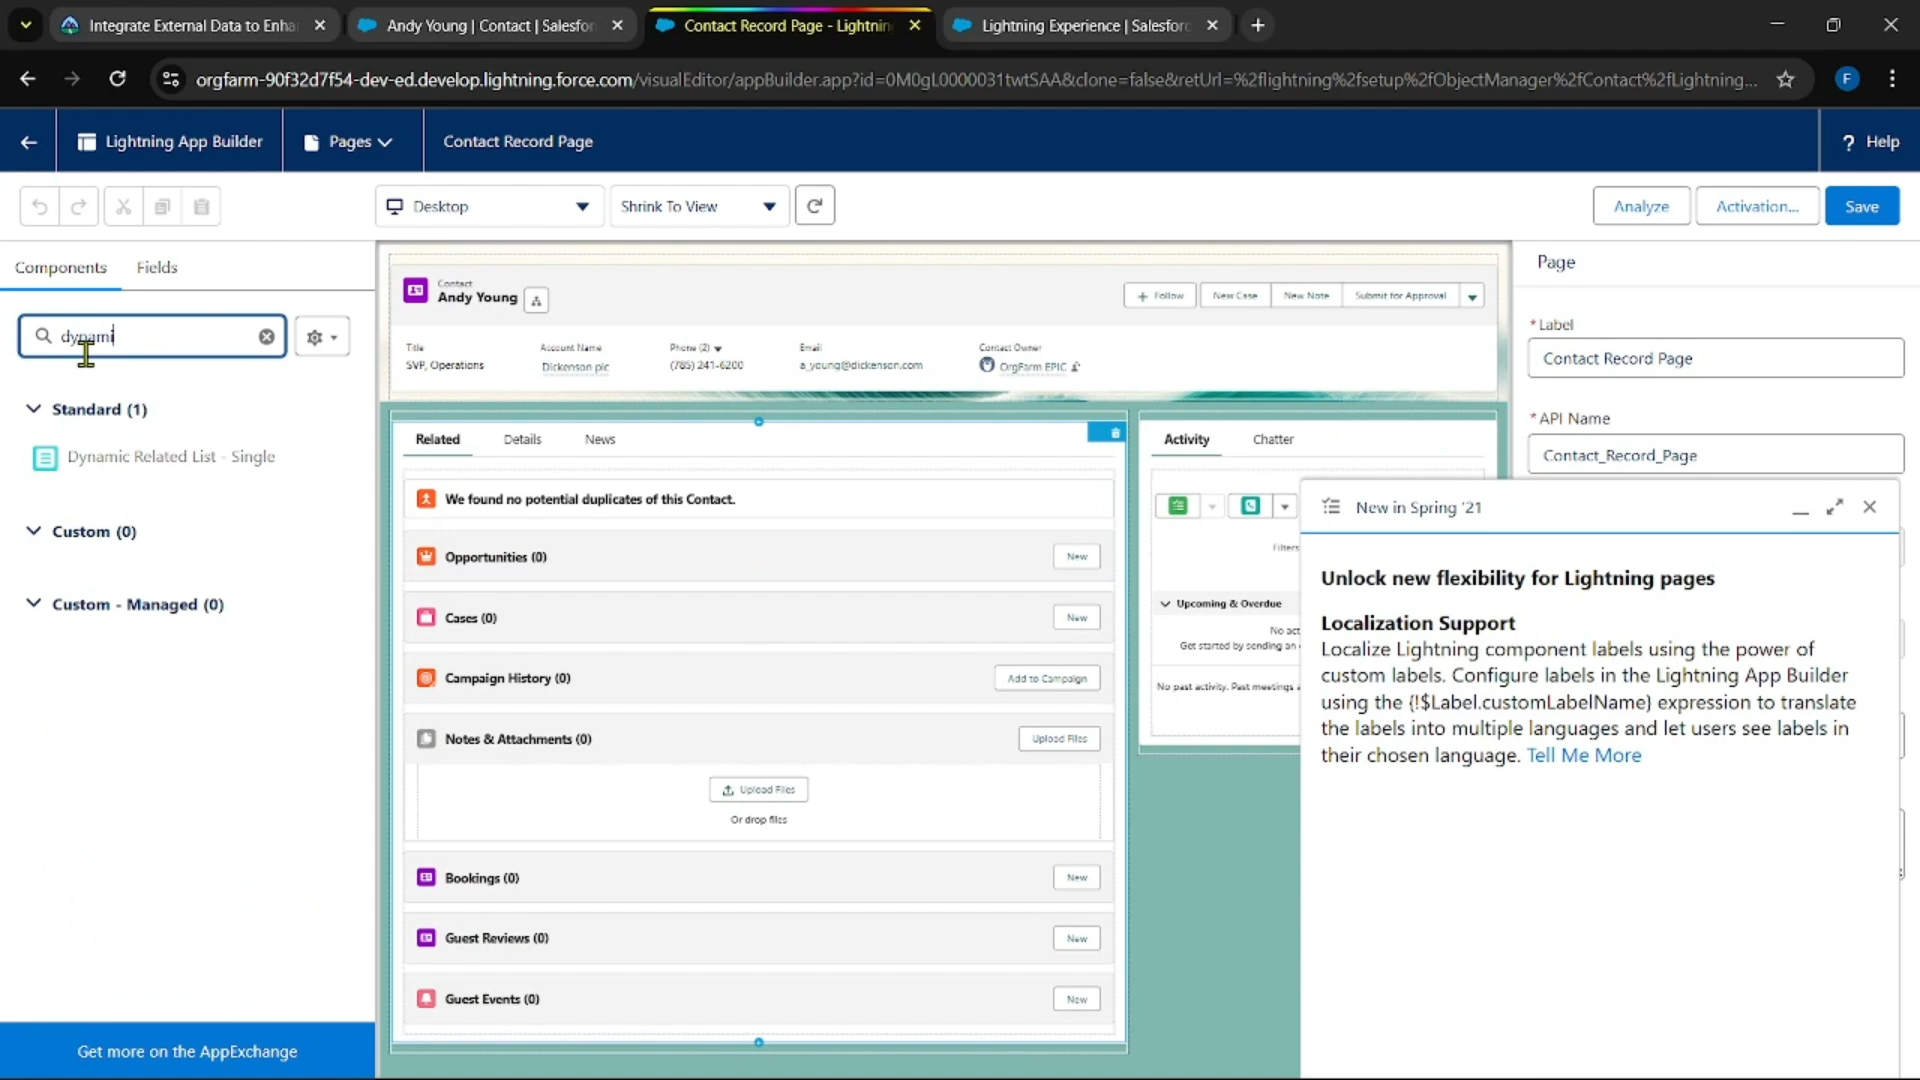 Integrate External Data to Enha
Andy Young | Contact | Salesfor
Contact Record Page - Lightnin
Lightning Experience | Salesforc
orgfarm-90f32d7f54-dev-ed.develop.lightning.force.com/visualEditor/appBuilder.app?id=0M0gL0000031twtSAA&clone=false&retUrl=%2flightning%2fsetup%2fObjectManager%2fContact%2fLightning...
F
Lightning App Builder
Pages
Contact Record Page
? Help
Desktop
Shrink To View
Analyze
Activation...
Save
Components
Fields
dynami
Standard (1)
Dynamic Related List - Single
Custom (0)
Custom - Managed (0)
Get more on the AppExchange
Contact
Andy Young
+ Follow
New Case
New Note
Submit for Approval
Title
Account Name
Phone (2)
Email
Contact Owner
SVP, Operations
Dickenson plc
(785) 241-6200
a_young@dickenson.com
OrgFarm EPIC
Related
Details
News
We found no potential duplicates of this Contact.
Opportunities (0)
New
Cases (0)
New
Campaign History (0)
Add to Campaign
Notes & Attachments (0)
Upload Files
Upload Files
Or drop files
Bookings (0)
New
Guest Reviews (0)
New
Guest Events (0)
New
Activity
Chatter
Filters
Upcoming & Overdue
No act
Get started by sending an
No past activity. Past meetings a
Page
*Label
Contact Record Page
*API Name
Contact_Record_Page
New in Spring '21
Unlock new flexibility for Lightning pages
Localization Support
Localize Lightning component labels using the power of
custom labels. Configure labels in the Lightning App Builder
using the {!$Label.customLabelName} expression to translate
the labels into multiple languages and let users see labels in
their chosen language. Tell Me More